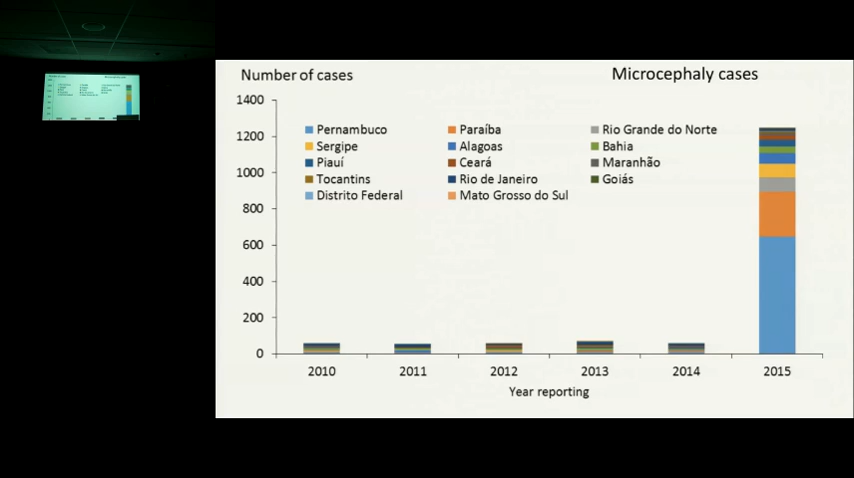 Number of cases
Microcephaly cases
1400
1200
1000
800
600
400
200
0
Pernambuco Paraíba Rio Grande do Norte
Sergipe Alagoas Bahia
Piauí Ceará Maranhão
Tocantins Rio de Janeiro Goiás
Distrito Federal Mato Grosso do Sul
2010 2011 2012 2013 2014 2015
Year reporting